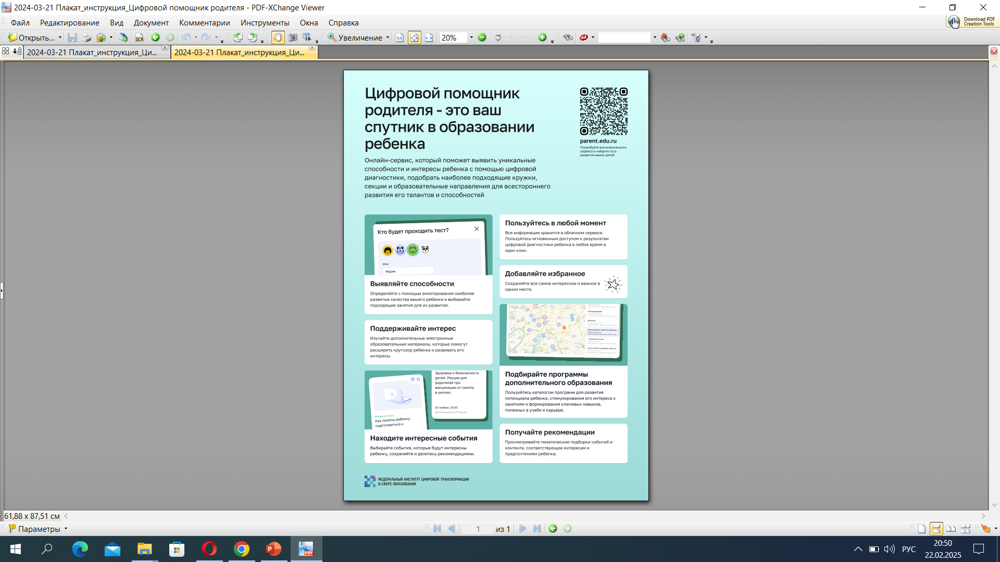 2024-03-21 Плакат_инструкция_Цифровой помощник родителя - PDF-XChange Viewer
Файл Редактирование Вид Документ Комментарии Инструменты Окна Справка
Download PDF
Creation Tools
Открыть... OCR Увеличение 1:1 20% Ask
2024-03-21 Плакат_инструкция_Ци... 2024-03-21 Плакат_инструкция_Ци...
Цифровой помощник
родителя - это ваш
спутник в образовании
ребенка
Онлайн-сервис, который поможет выявить уникальные
способности и интересы ребенка с помощью цифровой
диагностики, подобрать наиболее подходящие кружки,
секции и образовательные направления для всестороннего
развития его талантов и способностей
parent.edu.ru
Попробуйте все возможности
сервиса и найдите путь
развития ваших детей
Кто будет проходить тест?
Имя
Мария
Выявляйте способности
Определяйте с помощью анкетирования наиболее
развитые качества вашего ребенка и выбирайте
подходящие занятия для их развития.
Поддерживайте интерес
Изучайте дополнительные электронные
образовательные материалы, которые помогут
расширять кругозор ребенка и развивать его
интересы.
Открытый урок
Как помочь ребенку
подготовиться к
Здоровье и безопасность
детей. Лекция для
родителей про
вакцинацию от гриппа
в школах.
10 ноября, 15:00
Длительность 45 минут
Находите интересные события
Выбирайте события, которые будут интересны
ребенку, сохраняйте и делитесь рекомендациями.
Пользуйтесь в любой момент
Вся информация хранится в облачном сервисе.
Пользуйтесь мгновенным доступом к результатам
цифровой диагностики ребенка в любое время в
один клик.
Добавляйте избранное
Сохраняйте все самое интересное и важное в
одном месте.
Подбирайте программы
дополнительного образования
Пользуйтесь каталогом программ для развития
потенциала ребенка, стимулирования его интереса к
занятиям и формирования ключевых навыков,
полезных в учебе и карьере.
Получайте рекомендации
Просматривайте тематические подборки событий и
контента, соответствующие интересам и
предпочтениям ребенка.
ФЕДЕРАЛЬНЫЙ ИНСТИТУТ ЦИФРОВОЙ ТРАНСФОРМАЦИИ
В СФЕРЕ ОБРАЗОВАНИЯ
61,88 x 87,51 см
Параметры 1 из 1
РУС 20:50
22.02.2025